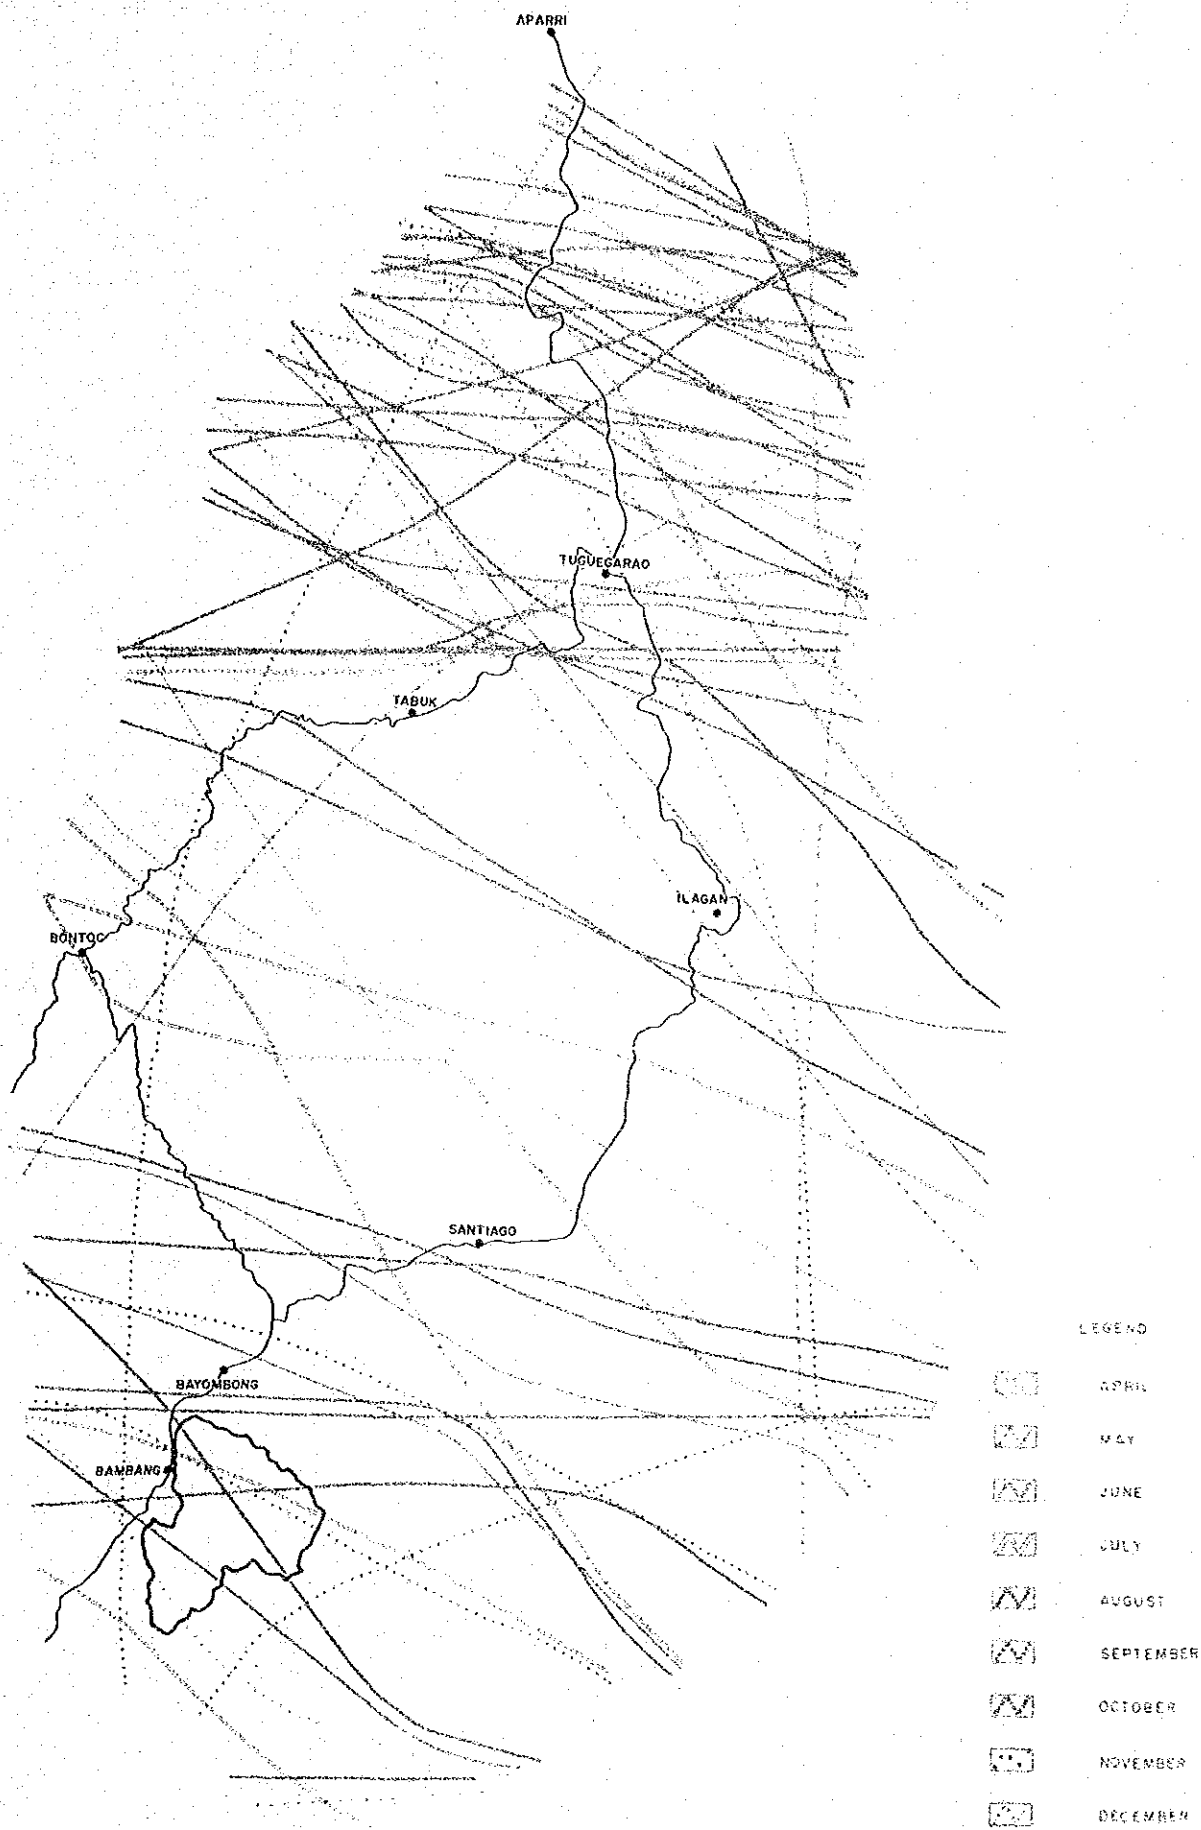 APARRI
TUGUEGARAO
TABUK
ILAGAN
BONTOC
SANTIAGO
BAYOMBONG
BAMBANG
LEGEND
APRIL
MAY
JUNE
JULY
AUGUST
SEPTEMBER
OCTOBER
NOVEMBER
DECEMBER